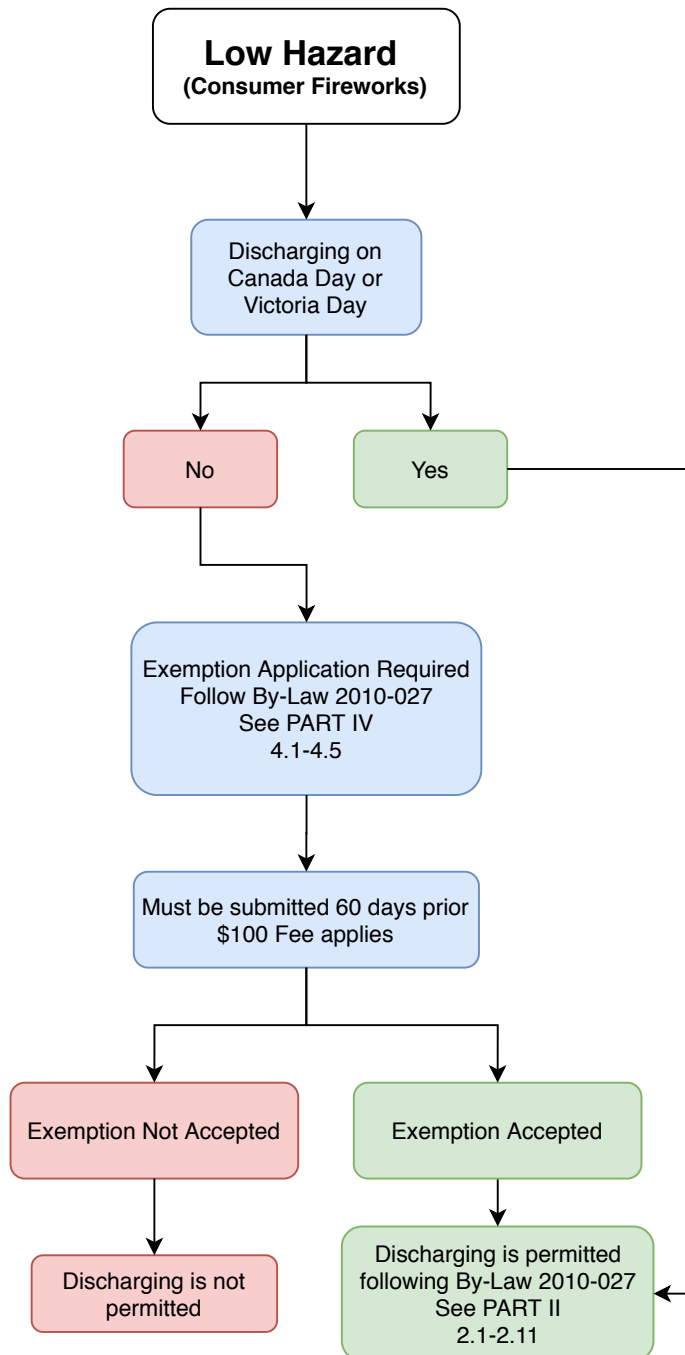 Low Hazard
(Consumer Fireworks)
Discharging on
Canada Day or
Victoria Day
No
Yes
Exemption Application Required
Follow By-Law 2010-027
See PART IV
4.1-4.5
Must be submitted 60 days prior
$100 Fee applies
Exemption Not Accepted
Exemption Accepted
Discharging is not
permitted
Discharging is permitted
following By-Law 2010-027
See PART II
2.1-2.11